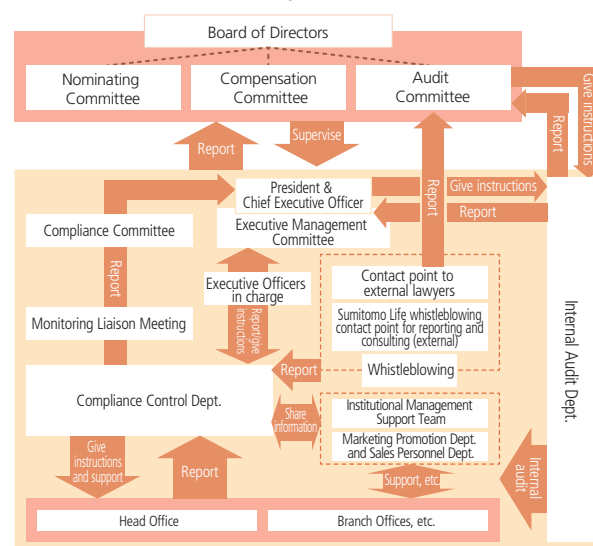 Board of Directors
Nominating
Committee
Compensation
Committee
Audit
Committee
Give instructions
Report
Report
Supervise
Report
President &
Chief Executive Officer
Give instructions
Report
Compliance Committee
Executive Management
Committee
Report
Executive Officers
in charge
Contact point to
external lawyers
Monitoring Liaison Meeting
Report/give
instructions
Sumitomo Life whistleblowing
contact point for reporting and
consulting (external)
Internal Audit Dept.
Report
Whistleblowing
Compliance Control Dept.
Share
information
Institutional Management
Support Team
Marketing Promotion Dept.
and Sales Personnel Dept.
Give
instructions
and support
Report
Support, etc.
Internal
audit
Head Office
Branch Offices, etc.